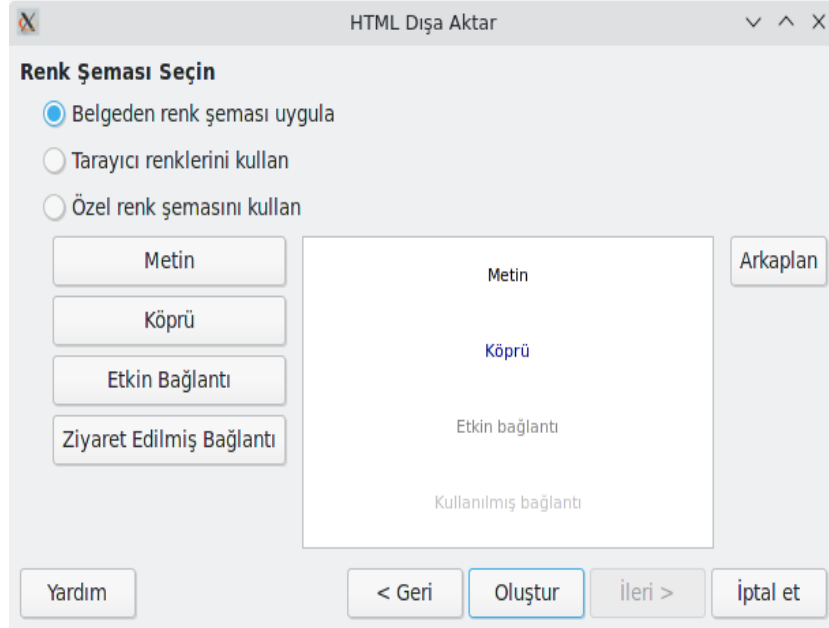 HTML Dışa Aktar
Renk Şeması Seçin
Belgeden renk şeması uygula
Tarayıcı renklerini kullan
Özel renk şemasını kullan
Metin
Metin
Arkaplan
Köprü
Köprü
Etkin Bağlantı
Etkin bağlantı
Ziyaret Edilmiş Bağlantı
Kullanılmış bağlantı
Yardım
< Geri
Oluştur
İleri >
İptal et